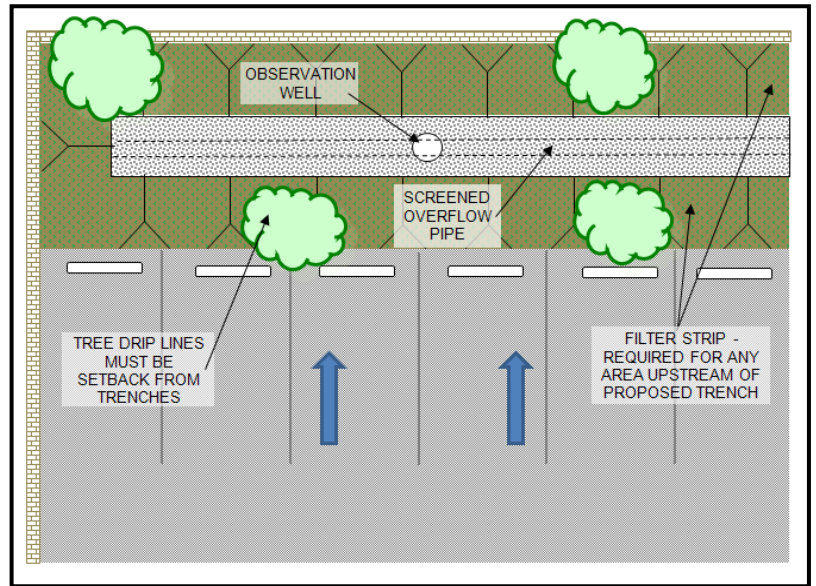 OBSERVATION
WELL
SCREENED
OVERFLOW
PIPE
TREE DRIP LINES
MUST BE
SETBACK FROM
TRENCHES
FILTER STRIP -
REQUIRED FOR ANY
AREA UPSTREAM OF
PROPOSED TRENCH